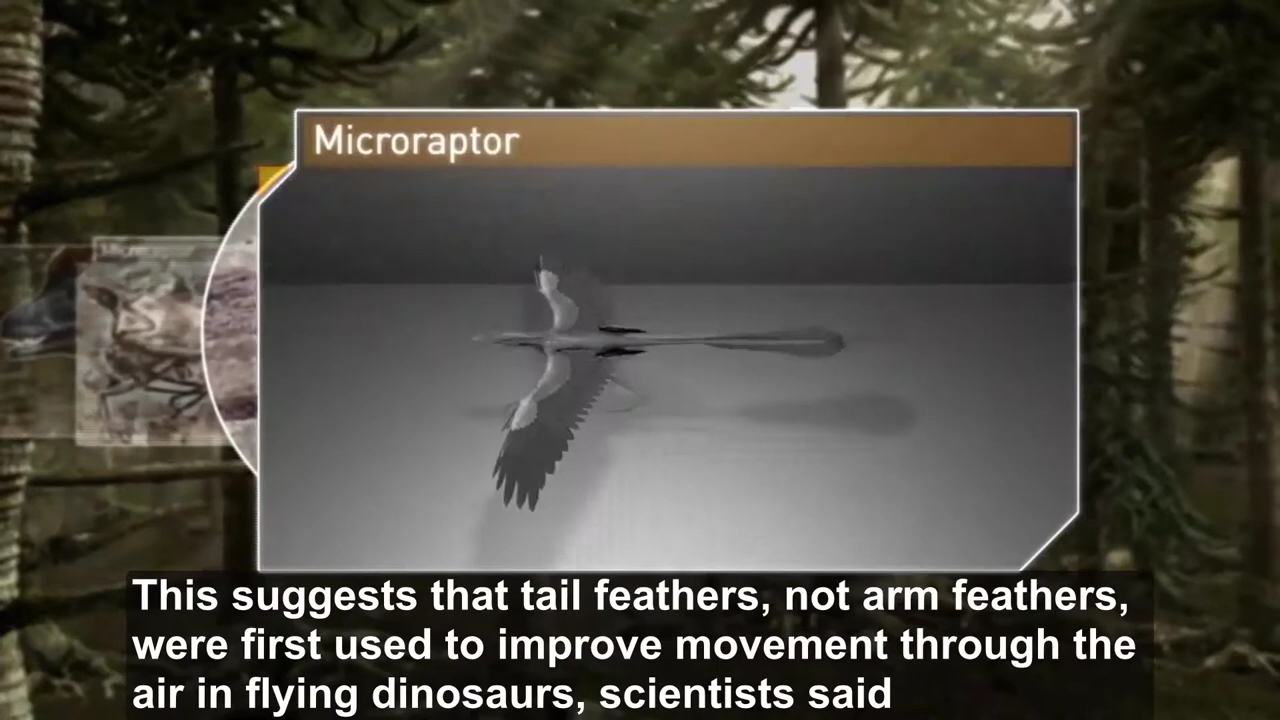 Microraptor
This suggests that tail feathers, not arm feathers,
were first used to improve movement through the
air in flying dinosaurs, scientists said